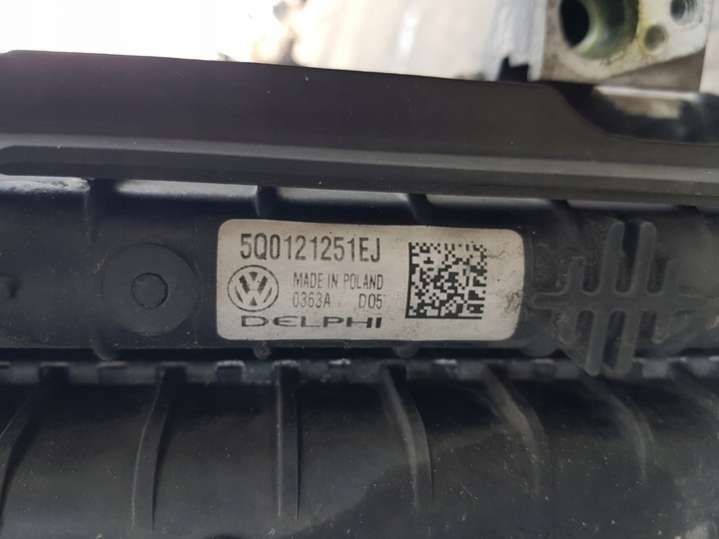 5Q0121251EJ
MADE IN POLAND
0363A D05
DELPHI